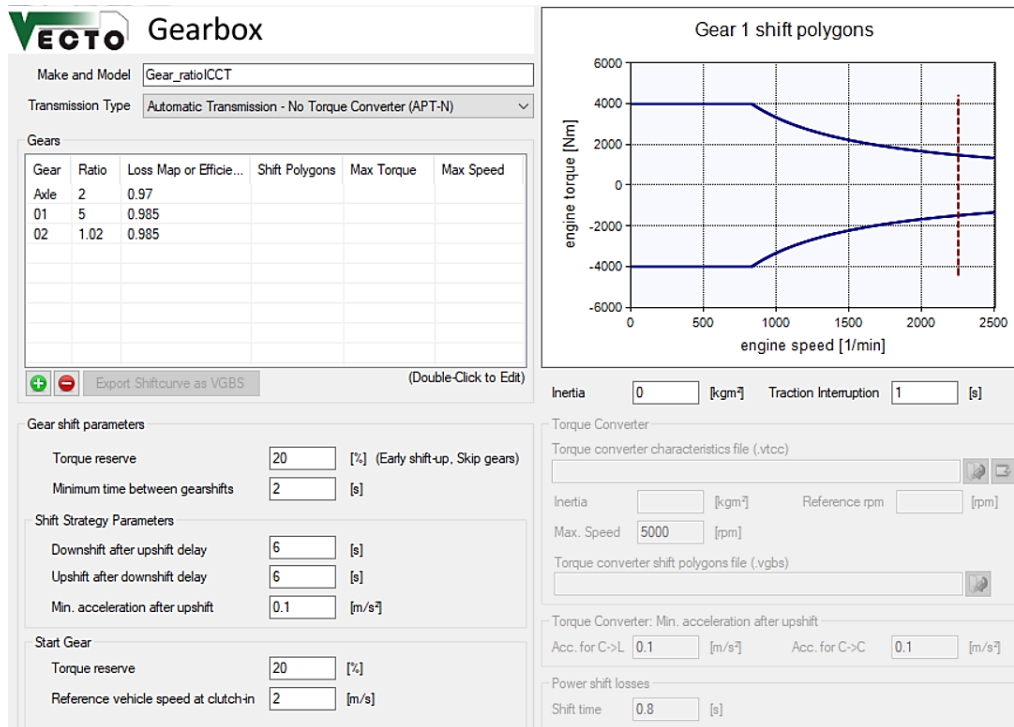 VECTO Gearbox
Make and Model Gear_ratioICCT
Transmission Type Automatic Transmission - No Torque Converter (APT-N)
Gears
Gear Ratio Loss Map or Efficie... Shift Polygons Max Torque Max Speed
Axle 2 0.97
01 5 0.985
02 1.02 0.985
Export Shiftcurve as VGBS (Double-Click to Edit)
Gear shift parameters
Torque reserve 20 [%] (Early shift-up, Skip gears)
Minimum time between gearshifts 2 [s]
Shift Strategy Parameters
Downshift after upshift delay 6 [s]
Upshift after downshift delay 6 [s]
Min. acceleration after upshift 0.1 [m/s²]
Start Gear
Torque reserve 20 [%]
Reference vehicle speed at clutch-in 2 [m/s]
Gear 1 shift polygons
engine torque [Nm]
6000
4000
2000
0
-2000
-4000
-6000
0 500 1000 1500 2000 2500
engine speed [1/min]
Inertia 0 [kgm²] Traction Interruption 1 [s]
Torque Converter
Torque converter characteristics file (.vtcc)
Inertia [kgm²] Reference rpm [rpm]
Max. Speed 5000 [rpm]
Torque converter shift polygons file (.vgbs)
Torque Converter: Min. acceleration after upshift
Acc. for C->L 0.1 [m/s²] Acc. for C->C 0.1 [m/s²]
Power shift losses
Shift time 0.8 [s]